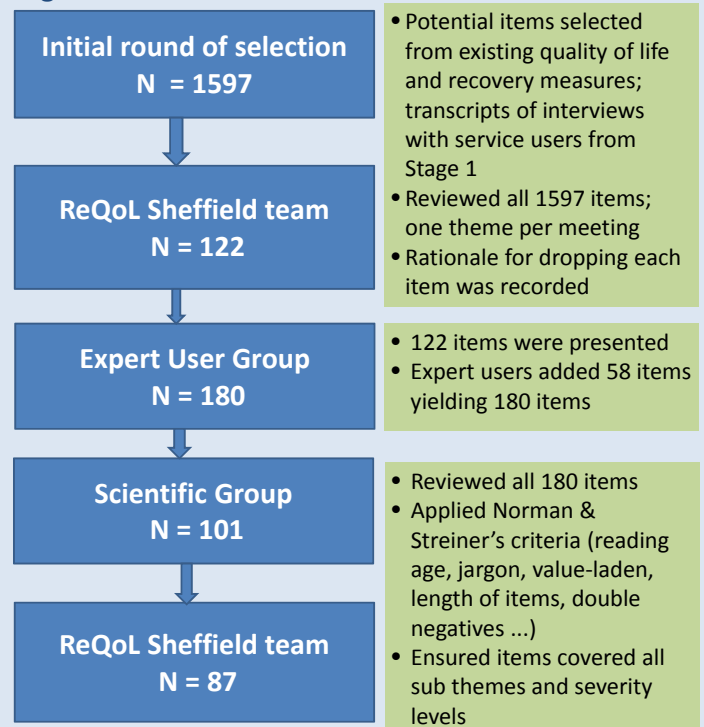 Initial round of selection
N = 1597
• Potential items selected
from existing quality of life
and recovery measures;
transcripts of interviews
with service users from
Stage 1
• Reviewed all 1597 items;
one theme per meeting
• Rationale for dropping each
item was recorded
ReQoL Sheffield team
N = 122
Expert User Group
N = 180
• 122 items were presented
• Expert users added 58 items
yielding 180 items
Scientific Group
N = 101
• Reviewed all 180 items
• Applied Norman &
Streiner’s criteria (reading
age, jargon, value-laden,
length of items, double
negatives ...)
• Ensured items covered all
sub themes and severity
levels
ReQoL Sheffield team
N = 87